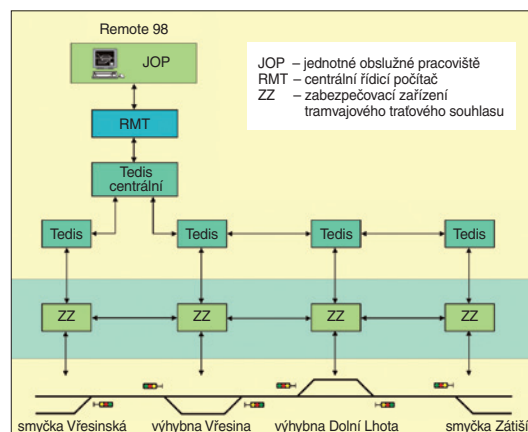 Remote 98
JOP
RMT
Tedis
centrální
Tedis
Tedis
Tedis
Tedis
ZZ
ZZ
ZZ
ZZ
smyčka Vřesinská
výhybna Vřesina
výhybna Dolní Lhota
smyčka Zátiší
JOP – jednotné obslužné pracoviště
RMT – centrální řídicí počítač
ZZ – zabezpečovací zařízení
tramvajového traťového souhlasu